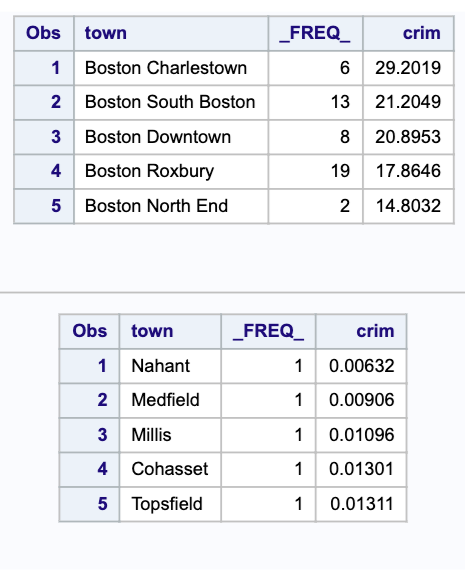 Obs town _FREQ_ crim
1 Boston Charlestown 6 29.2019
2 Boston South Boston 13 21.2049
3 Boston Downtown 8 20.8953
4 Boston Roxbury 19 17.8646
5 Boston North End 2 14.8032
Obs town _FREQ_ crim
1 Nahant 1 0.00632
2 Medfield 1 0.00906
3 Millis 1 0.01096
4 Cohasset 1 0.01301
5 Topsfield 1 0.01311